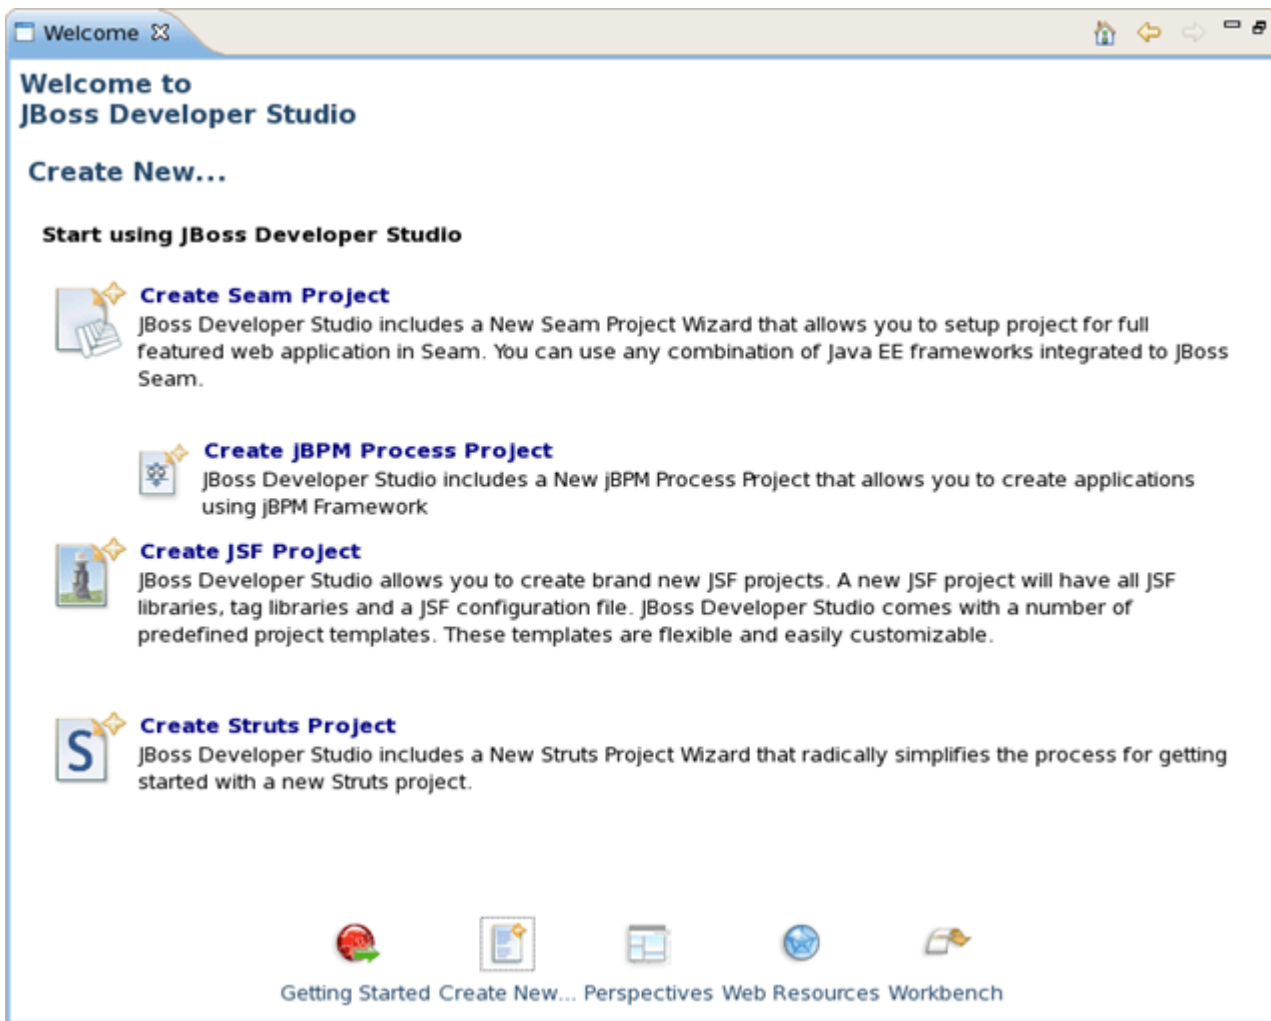 Welcome
Welcome to
JBoss Developer Studio
Create New...
Start using JBoss Developer Studio
Create Seam Project
JBoss Developer Studio includes a New Seam Project Wizard that allows you to setup project for full
featured web application in Seam. You can use any combination of Java EE frameworks integrated to JBoss
Seam.
Create jBPM Process Project
JBoss Developer Studio includes a New jBPM Process Project that allows you to create applications
using jBPM Framework
Create JSF Project
JBoss Developer Studio allows you to create brand new JSF projects. A new JSF project will have all JSF
libraries, tag libraries and a JSF configuration file. JBoss Developer Studio comes with a number of
predefined project templates. These templates are flexible and easily customizable.
S
Create Struts Project
JBoss Developer Studio includes a New Struts Project Wizard that radically simplifies the process for getting
started with a new Struts project.
Getting Started Create New... Perspectives Web Resources Workbench